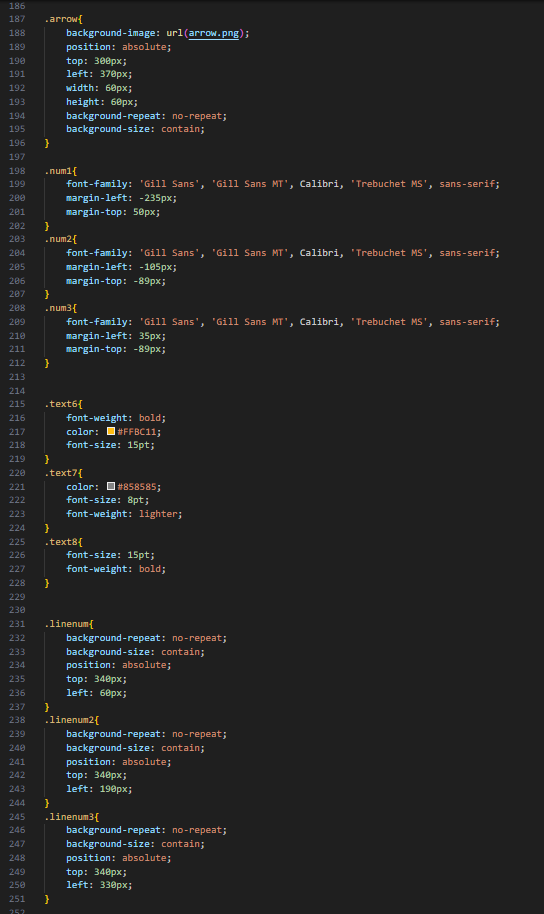 186
187 .arrow{
188 background-image: url(arrow.png);
189 position: absolute;
190 top: 300px;
191 left: 370px;
192 width: 60px;
193 height: 60px;
194 background-repeat: no-repeat;
195 background-size: contain;
196 }
197
198 .num1{
199 font-family: 'Gill Sans', 'Gill Sans MT', Calibri, 'Trebuchet MS', sans-serif;
200 margin-left: -235px;
201 margin-top: 50px;
202 }
203 .num2{
204 font-family: 'Gill Sans', 'Gill Sans MT', Calibri, 'Trebuchet MS', sans-serif;
205 margin-left: -105px;
206 margin-top: -89px;
207 }
208 .num3{
209 font-family: 'Gill Sans', 'Gill Sans MT', Calibri, 'Trebuchet MS', sans-serif;
210 margin-left: 35px;
211 margin-top: -89px;
212 }
213
214
215 .text6{
216 font-weight: bold;
217 color: #FFBC11;
218 font-size: 15pt;
219 }
220 .text7{
221 color: #858585;
222 font-size: 8pt;
223 font-weight: lighter;
224 }
225 .text8{
226 font-size: 15pt;
227 font-weight: bold;
228 }
229
230
231 .linenum{
232 background-repeat: no-repeat;
233 background-size: contain;
234 position: absolute;
235 top: 340px;
236 left: 60px;
237 }
238 .linenum2{
239 background-repeat: no-repeat;
240 background-size: contain;
241 position: absolute;
242 top: 340px;
243 left: 190px;
244 }
245 .linenum3{
246 background-repeat: no-repeat;
247 background-size: contain;
248 position: absolute;
249 top: 340px;
250 left: 330px;
251 }
252